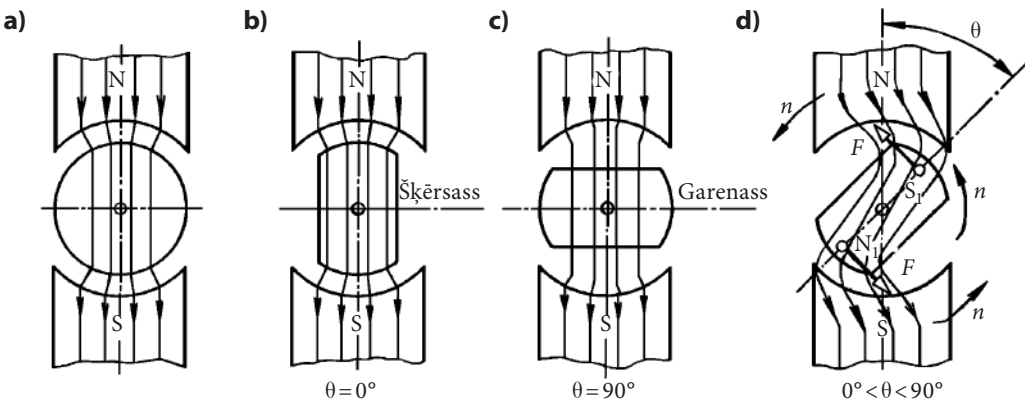 a)
b)
c)
d)
θ
N
N
N
N
n
F
Šķērsass
Garenass
S₁
n
N₁
F
S
S
S
S
n
θ = 0°
θ = 90°
0° < θ < 90°